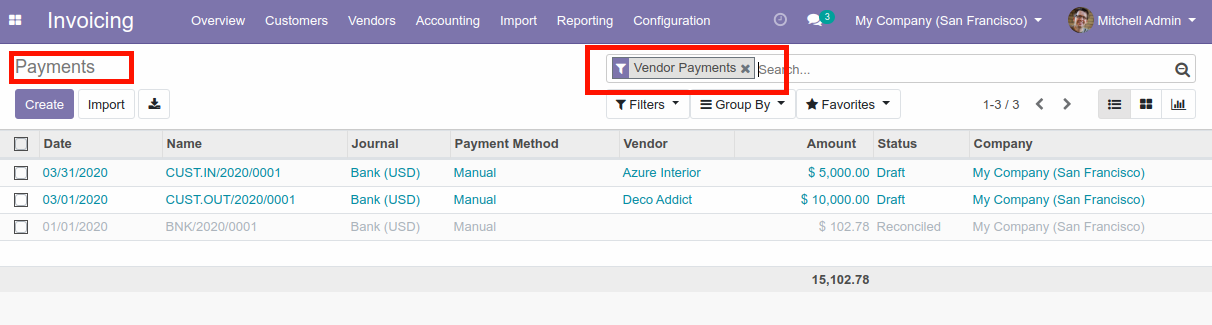 Invoicing Overview Customers Vendors Accounting Import Reporting Configuration 3 My Company (San Francisco) Mitchell Admin
Payments Vendor Payments Search...
Create Import Filters Group By Favorites 1-3 / 3
Date Name Journal Payment Method Vendor Amount Status Company
03/31/2020 CUST.IN/2020/0001 Bank (USD) Manual Azure Interior $ 5,000.00 Draft My Company (San Francisco)
03/01/2020 CUST.OUT/2020/0001 Bank (USD) Manual Deco Addict $ 10,000.00 Draft My Company (San Francisco)
01/01/2020 BNK/2020/0001 Bank (USD) Manual $ 102.78 Reconciled My Company (San Francisco)
15,102.78